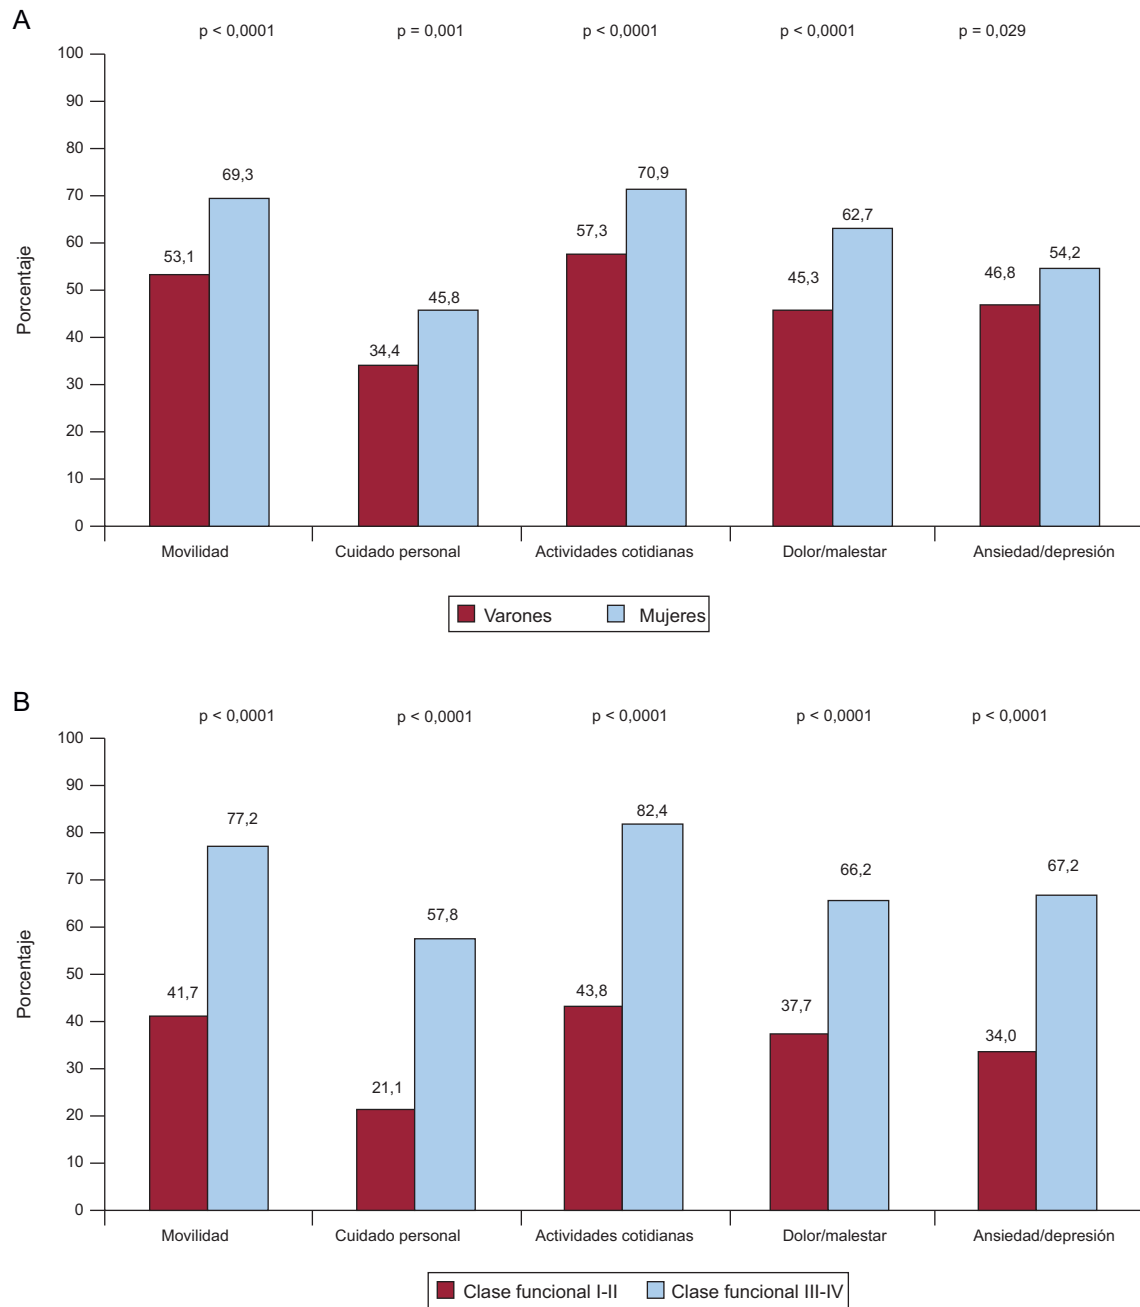 A
p < 0,0001 p = 0,001 p < 0,0001 p < 0,0001 p = 0,029
100
90
80
70
60
50
40
30
20
10
0
Porcentaje
53,1 69,3 34,4 45,8 57,3 70,9 45,3 62,7 46,8 54,2
Movilidad Cuidado personal Actividades cotidianas Dolor/malestar Ansiedad/depresión
Varones Mujeres
B
p < 0,0001 p < 0,0001 p < 0,0001 p < 0,0001 p < 0,0001
100
90
80
70
60
50
40
30
20
10
0
Porcentaje
41,7 77,2 21,1 57,8 43,8 82,4 37,7 66,2 34,0 67,2
Movilidad Cuidado personal Actividades cotidianas Dolor/malestar Ansiedad/depresión
Clase funcional I-II Clase funcional III-IV